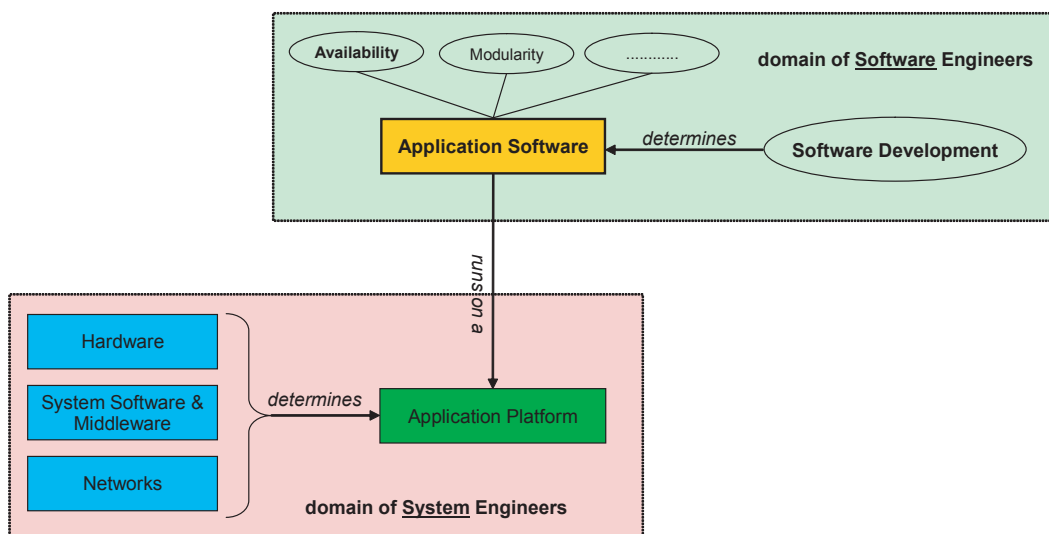 Availability
Modularity
............
domain of Software Engineers
Application Software
determines
Software Development
runs on a
Hardware
System Software &
Middleware
Networks
determines
Application Platform
domain of System Engineers